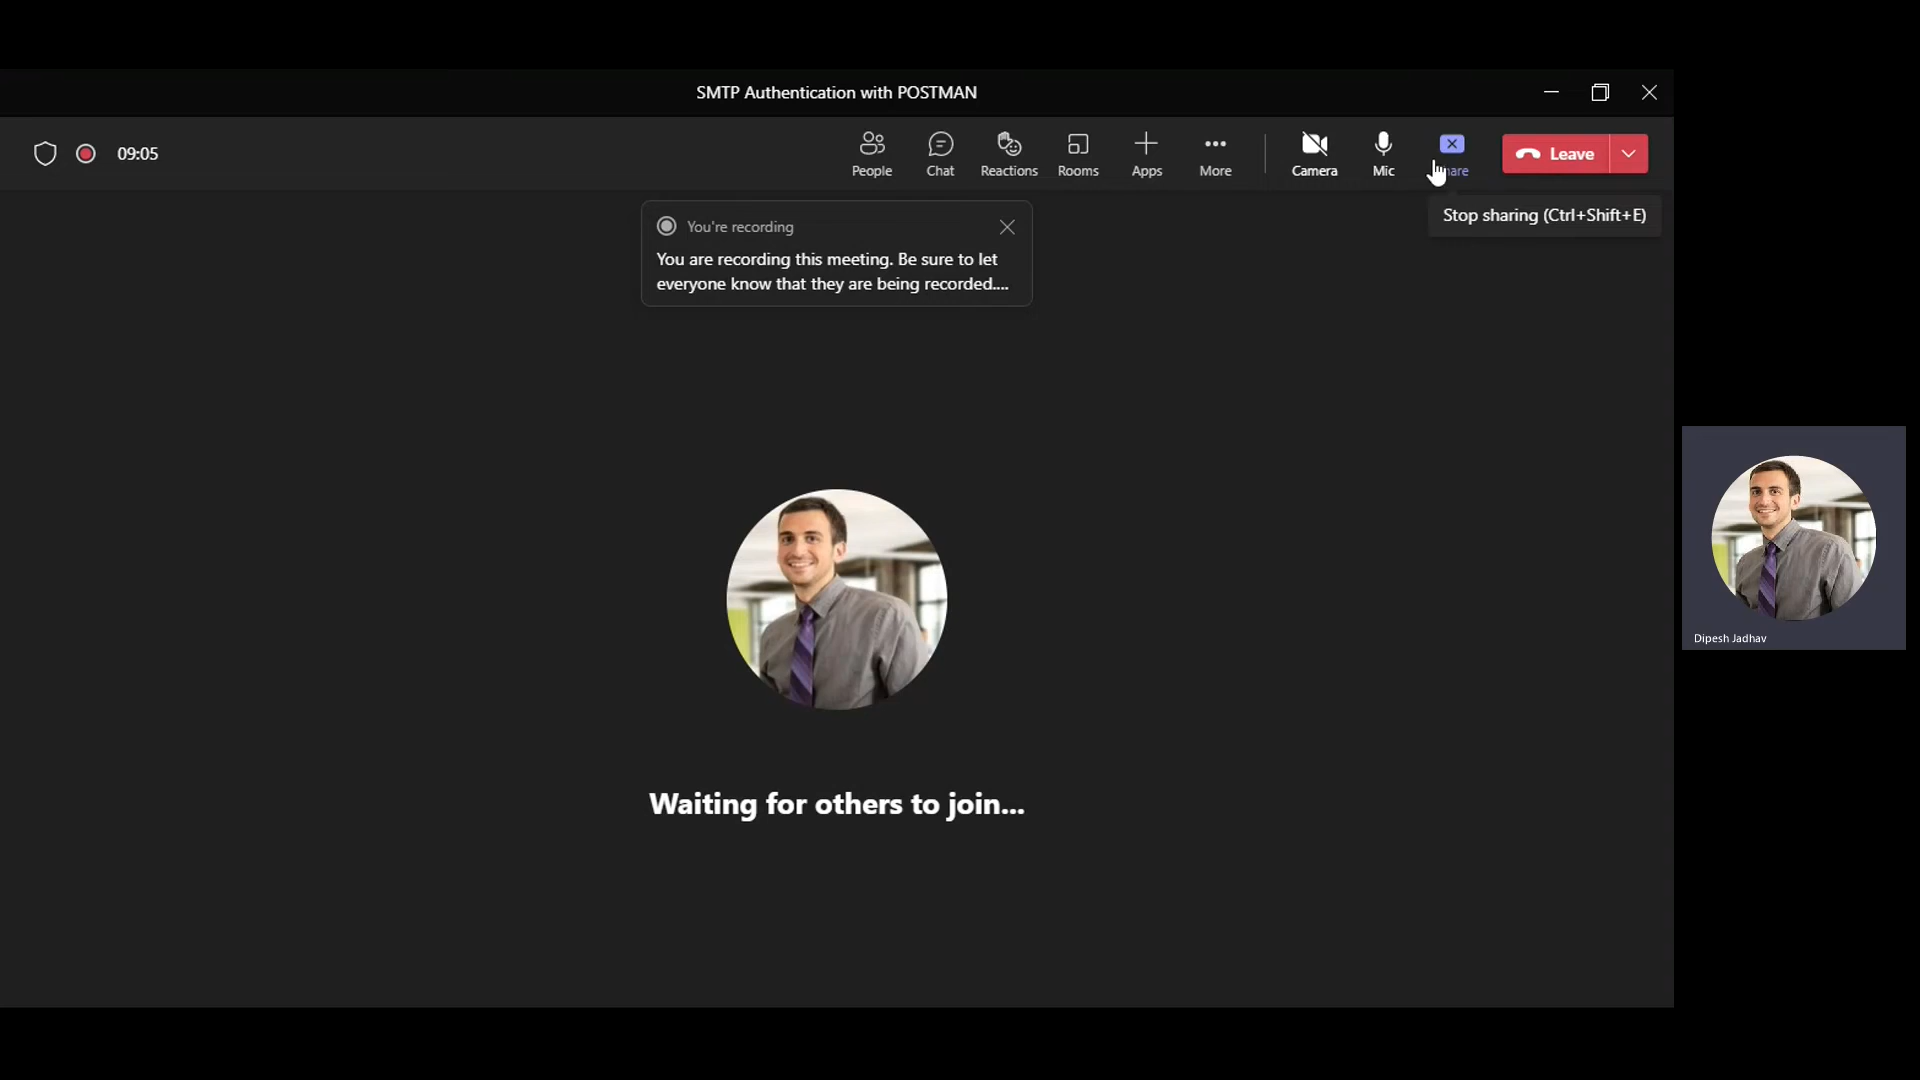 SMTP Authentication with POSTMAN
09:05
People
Chat
Reactions
Rooms
Apps
More
Camera
Mic
Leave
Stop sharing (Ctrl+Shift+E)
You're recording
You are recording this meeting. Be sure to let
everyone know that they are being recorded....
Waiting for others to join...
Dipesh Jadhav